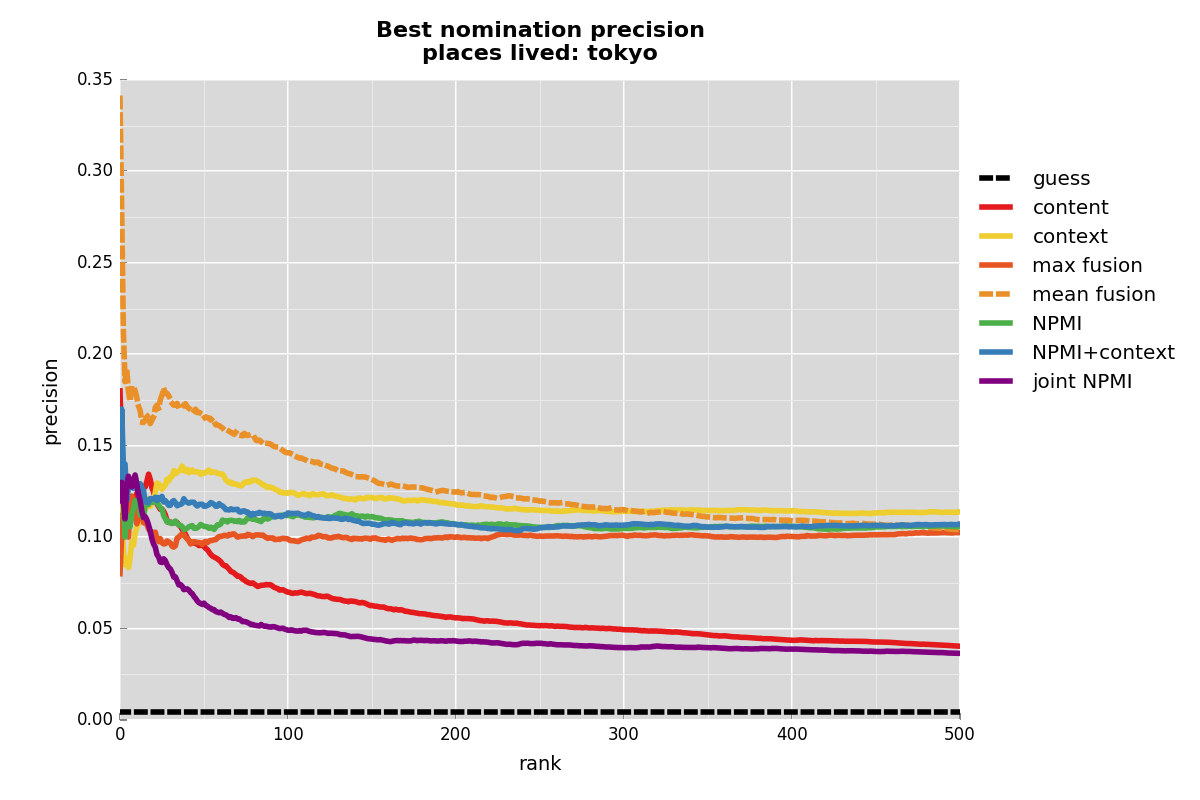 Best nomination precision
places lived: tokyo
0.35
0.30
0.25
0.20
0.15
0.10
0.05
0.00
precision
0
100
200
300
400
500
rank
guess
content
context
max fusion
mean fusion
NPMI
NPMI+context
joint NPMI